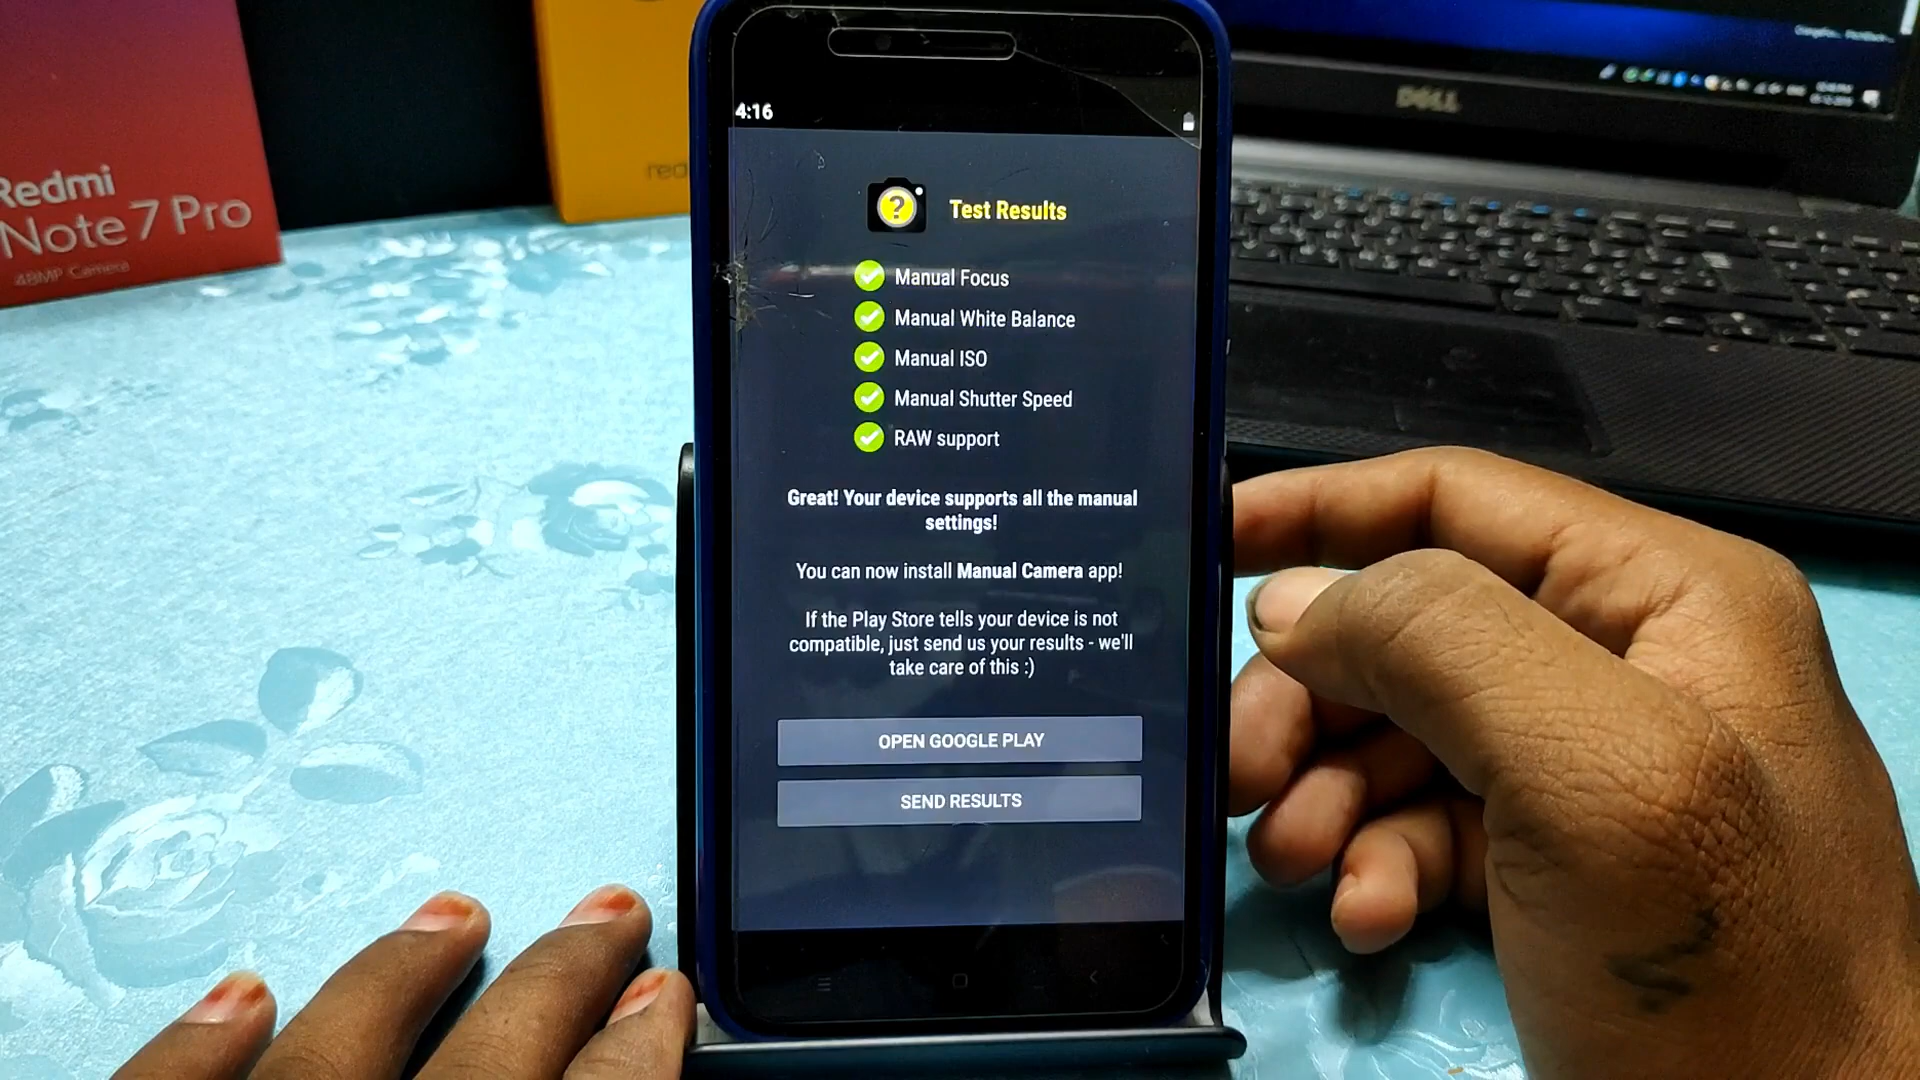 Redmi
Note 7 Pro
48MP Camera
red
DELL
4:16
Test Results
Manual Focus
Manual White Balance
Manual ISO
Manual Shutter Speed
RAW support
Great! Your device supports all the manual
settings!
You can now install Manual Camera app!
If the Play Store tells your device is not
compatible, just send us your results - we'll
take care of this :)
OPEN GOOGLE PLAY
SEND RESULTS